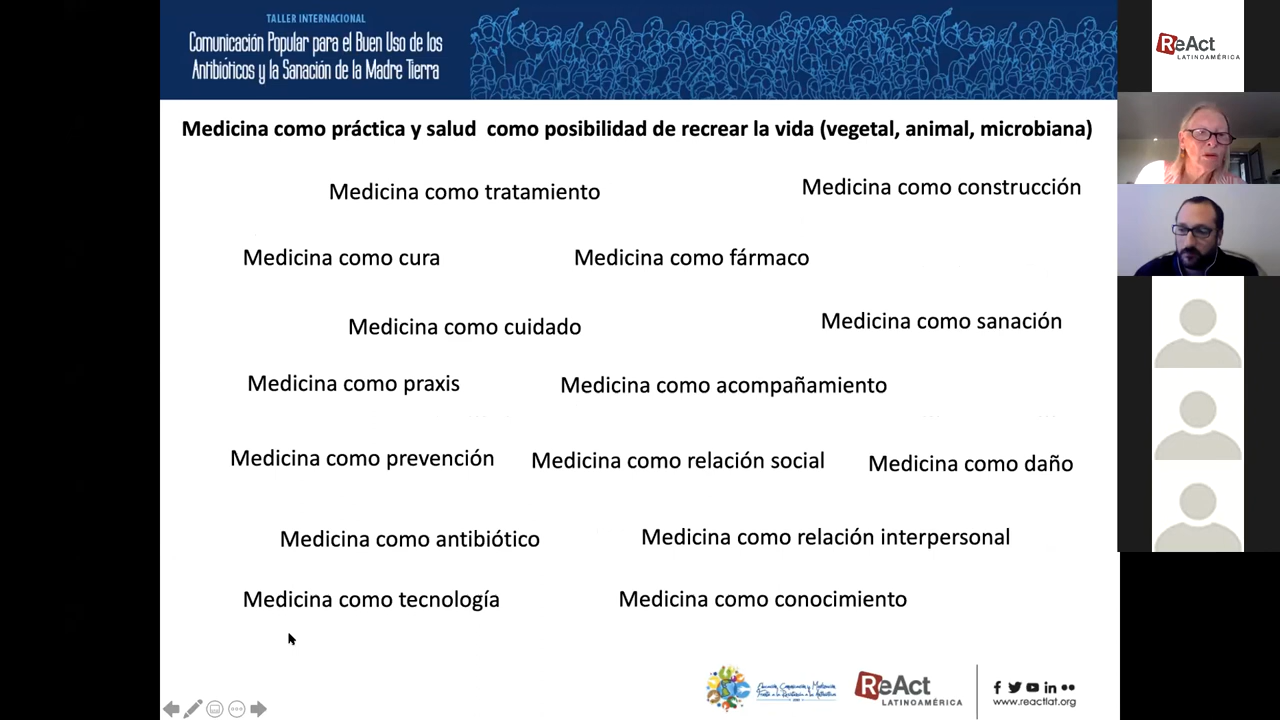 TALLER INTERNACIONAL
Comunicación Popular para el Buen Uso de los
Antibióticos y la Sanación de la Madre Tierra
Medicina como práctica y salud como posibilidad de recrear la vida (vegetal, animal, microbiana)
Medicina como tratamiento
Medicina como construcción
Medicina como cura
Medicina como fármaco
Medicina como cuidado
Medicina como sanación
Medicina como praxis
Medicina como acompañamiento
Medicina como prevención
Medicina como relación social
Medicina como daño
Medicina como antibiótico
Medicina como relación interpersonal
Medicina como tecnología
Medicina como conocimiento
ReAct
LATINOAMÉRICA
www.reactlat.org
ReAct
LATINOAMÉRICA